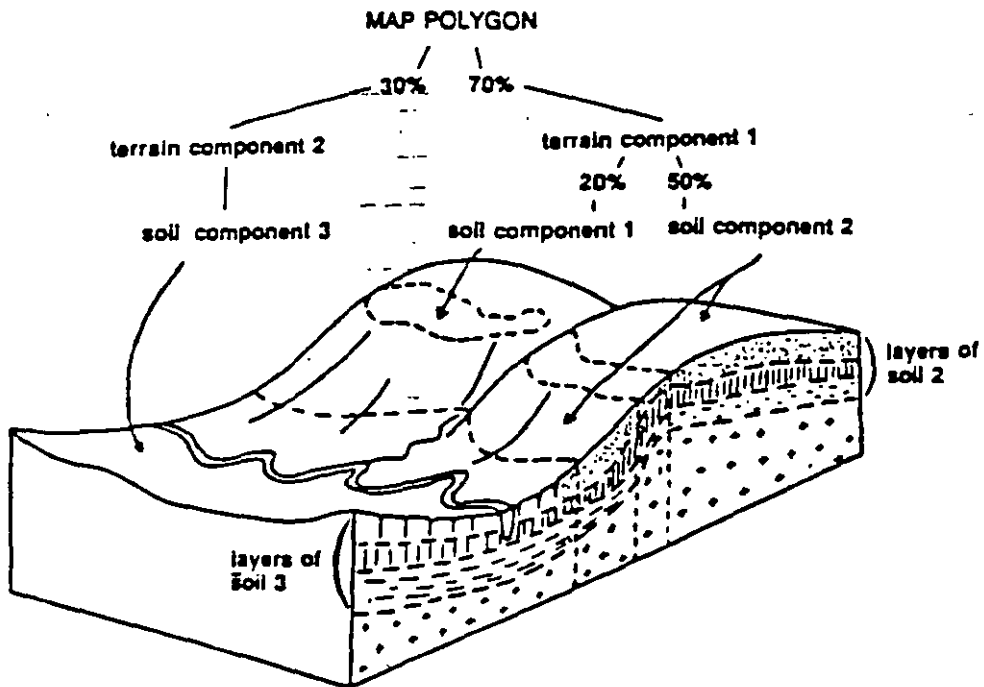 MAP POLYGON
30% 70%
terrain component 2
terrain component 1
20% 50%
soil component 3
soil component 1
soil component 2
layers of
soil 2
layers of
soil 3